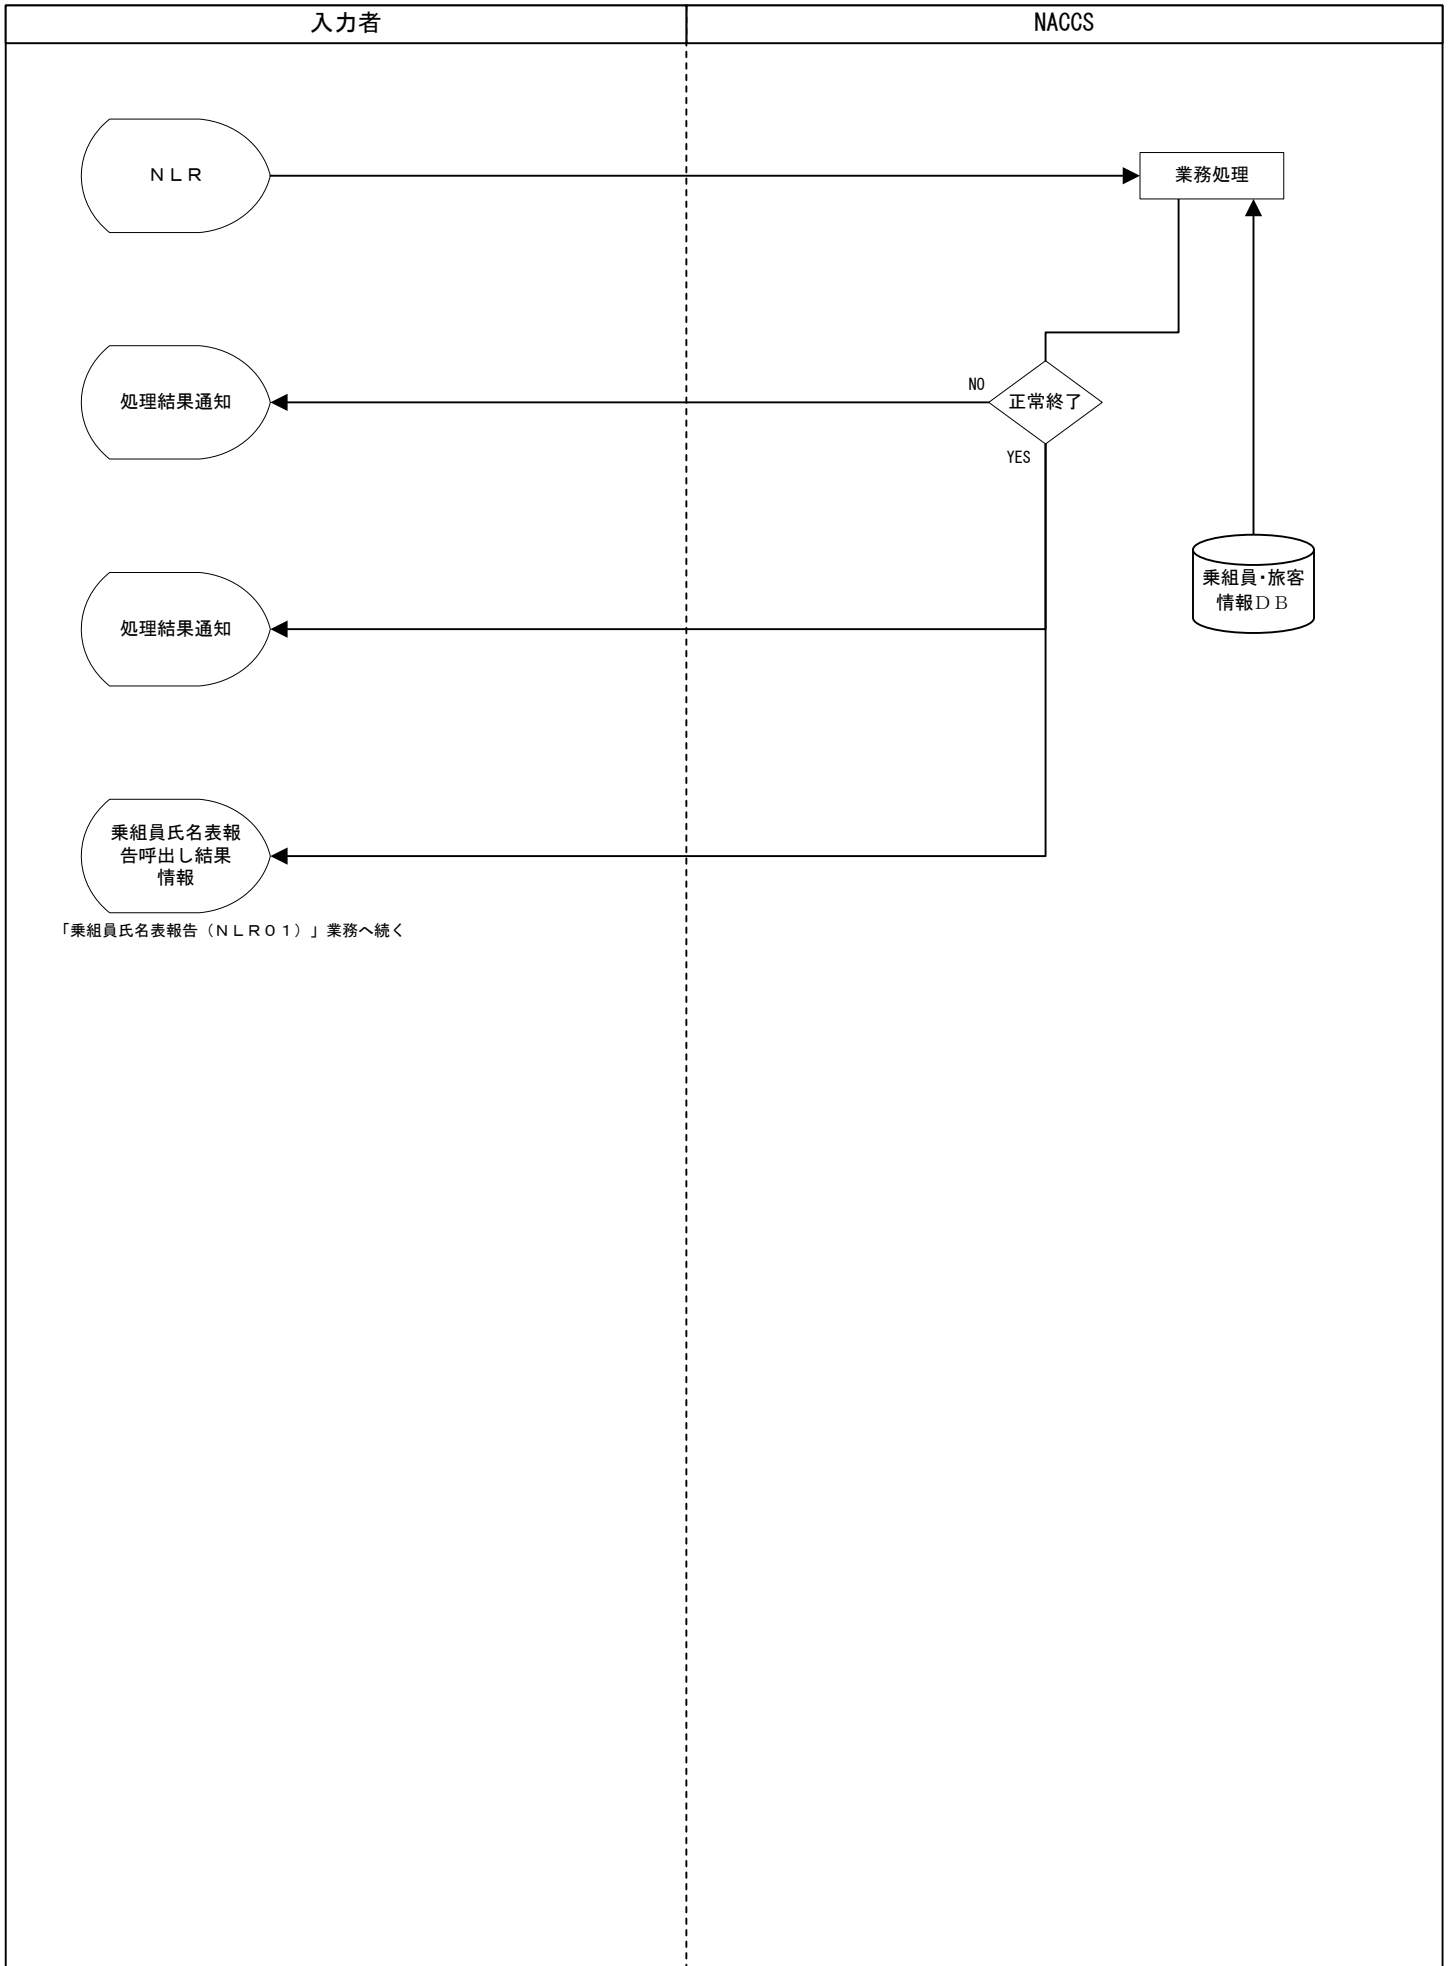 入力者
NACCS
ＮＬＲ
業務処理
処理結果通知
NO
正常終了
YES
乗組員・旅客
情報ＤＢ
処理結果通知
乗組員氏名表報
告呼出し結果
情報
「乗組員氏名表報告（ＮＬＲ０１）」業務へ続く